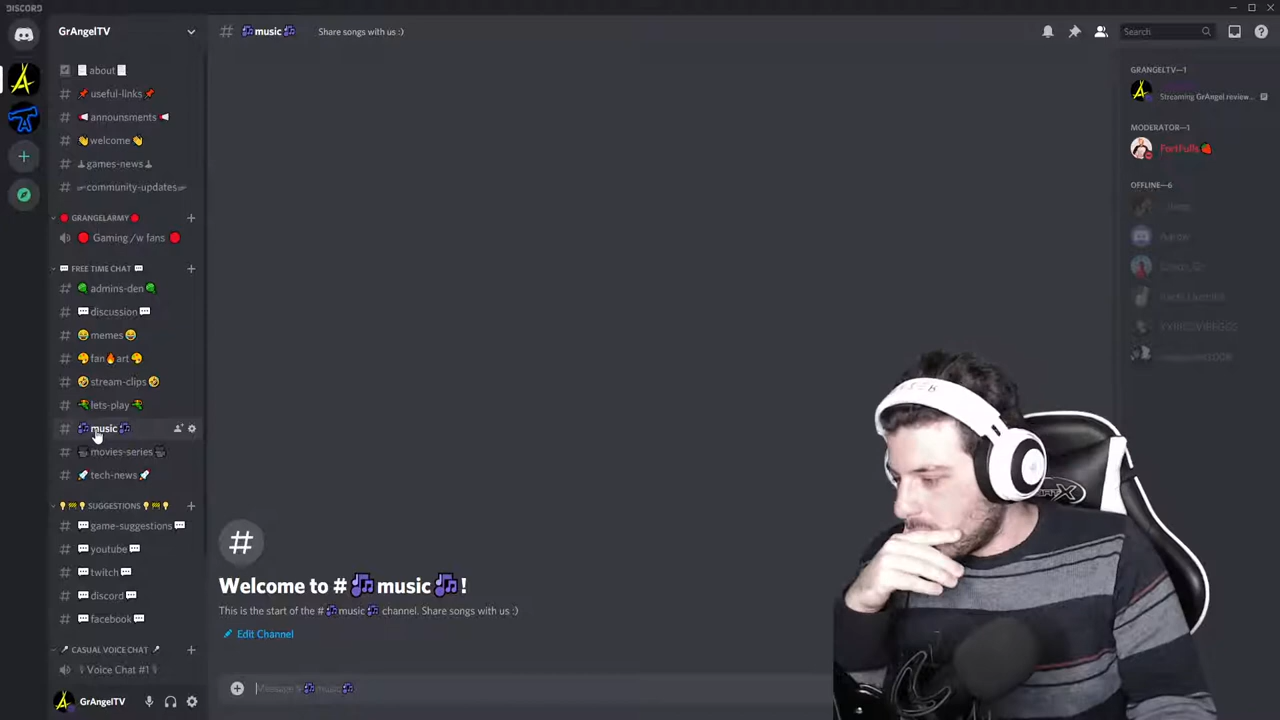 DISCORD
GrAngelTV
about
useful-links
announsments
welcome
games-news
community-updates
GRANGELARMY
Gaming /w fans
FREE TIME CHAT
admins-den
discussion
memes
fan🔥art
stream-clips
lets-play
music
movies-series
tech-news
SUGGESTIONS
game-suggestions
youtube
twitch
discord
facebook
CASUAL VOICE CHAT
Voice Chat #1
GrAngelTV
# 🎵music🎵 Share songs with us :)
Welcome to #🎵music🎵!
This is the start of the #🎵music🎵 channel. Share songs with us :)
Edit Channel
Message #🎵music🎵
Search
GRANGELTV—1
Streaming GrAngel review...
MODERATOR—1
OFFLINE—6